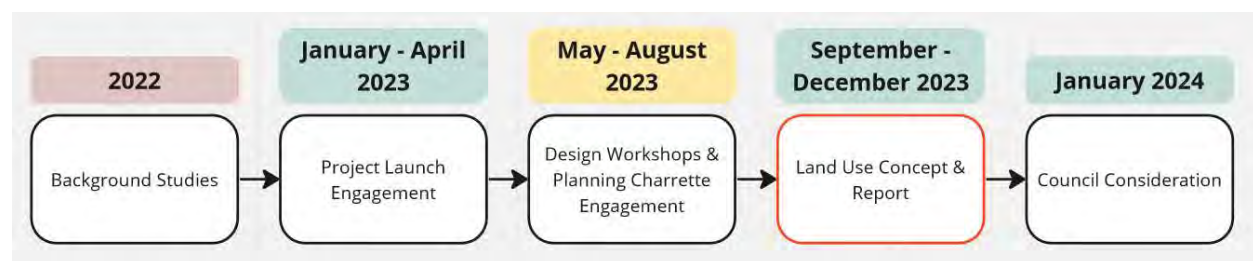 2022
January - April
2023
May - August
2023
September -
December 2023
January 2024
Background Studies
Project Launch
Engagement
Design Workshops &
Planning Charrette
Engagement
Land Use Concept &
Report
Council Consideration